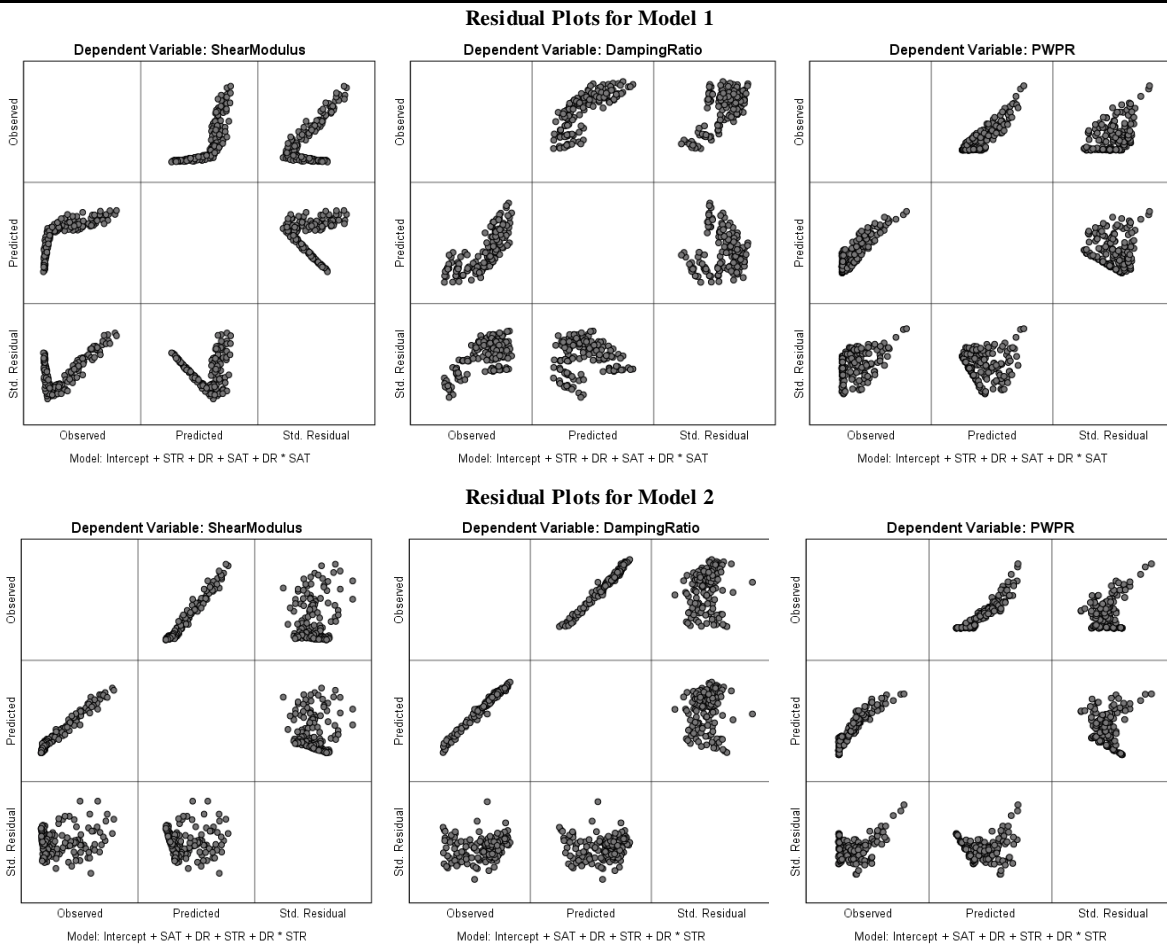 Residual Plots for Model 1
Dependent Variable: ShearModulus
Observed
Predicted
Std. Residual
Observed Predicted Std. Residual
Model: Intercept + STR + DR + SAT + DR * SAT
Dependent Variable: DampingRatio
Observed
Predicted
Std. Residual
Observed Predicted Std. Residual
Model: Intercept + STR + DR + SAT + DR * SAT
Dependent Variable: PWPR
Observed
Predicted
Std. Residual
Observed Predicted Std. Residual
Model: Intercept + STR + DR + SAT + DR * SAT
Residual Plots for Model 2
Dependent Variable: ShearModulus
Observed
Predicted
Std. Residual
Observed Predicted Std. Residual
Model: Intercept + SAT + DR + STR + DR * STR
Dependent Variable: DampingRatio
Observed
Predicted
Std. Residual
Observed Predicted Std. Residual
Model: Intercept + SAT + DR + STR + DR * STR
Dependent Variable: PWPR
Observed
Predicted
Std. Residual
Observed Predicted Std. Residual
Model: Intercept + SAT + DR + STR + DR * STR